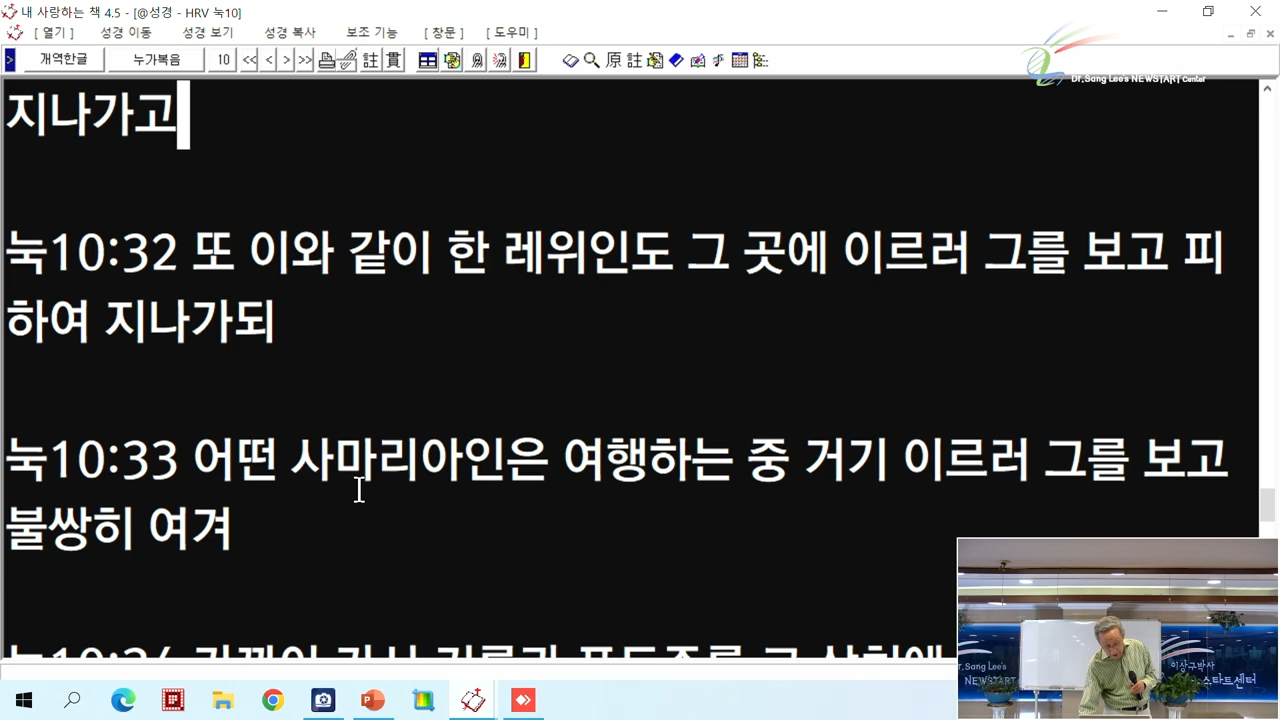 내 사랑하는 책 4.5 - [@성경 - HRV 눅10]
[ 열기 ] 성경 이동 성경 보기 성경 복사 보조 기능 [ 창문 ] [ 도우미 ]
개역한글 누가복음 10 << < > >> 註 貫 原 註
Dr.Sang Lee's NEWSTART Center
지나가고
눅10:32 또 이와 같이 한 레위인도 그 곳에 이르러 그를 보고 피
하여 지나가되
눅10:33 어떤 사마리아인은 여행하는 중 거기 이르러 그를 보고
불쌍히 여겨
r.Sang Lee's
NEWSTART
이상구박사
스타트센터